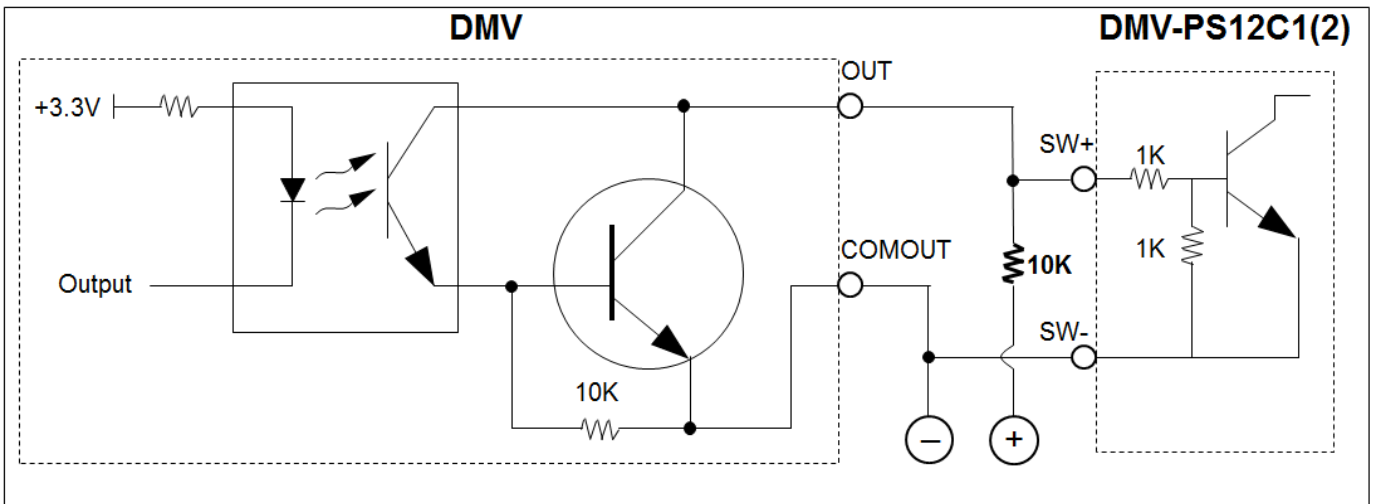 DMV
DMV-PS12C1(2)
OUT
+3.3V
SW+
1K
1K
COMOUT
10K
Output
SW-
10K
–
+